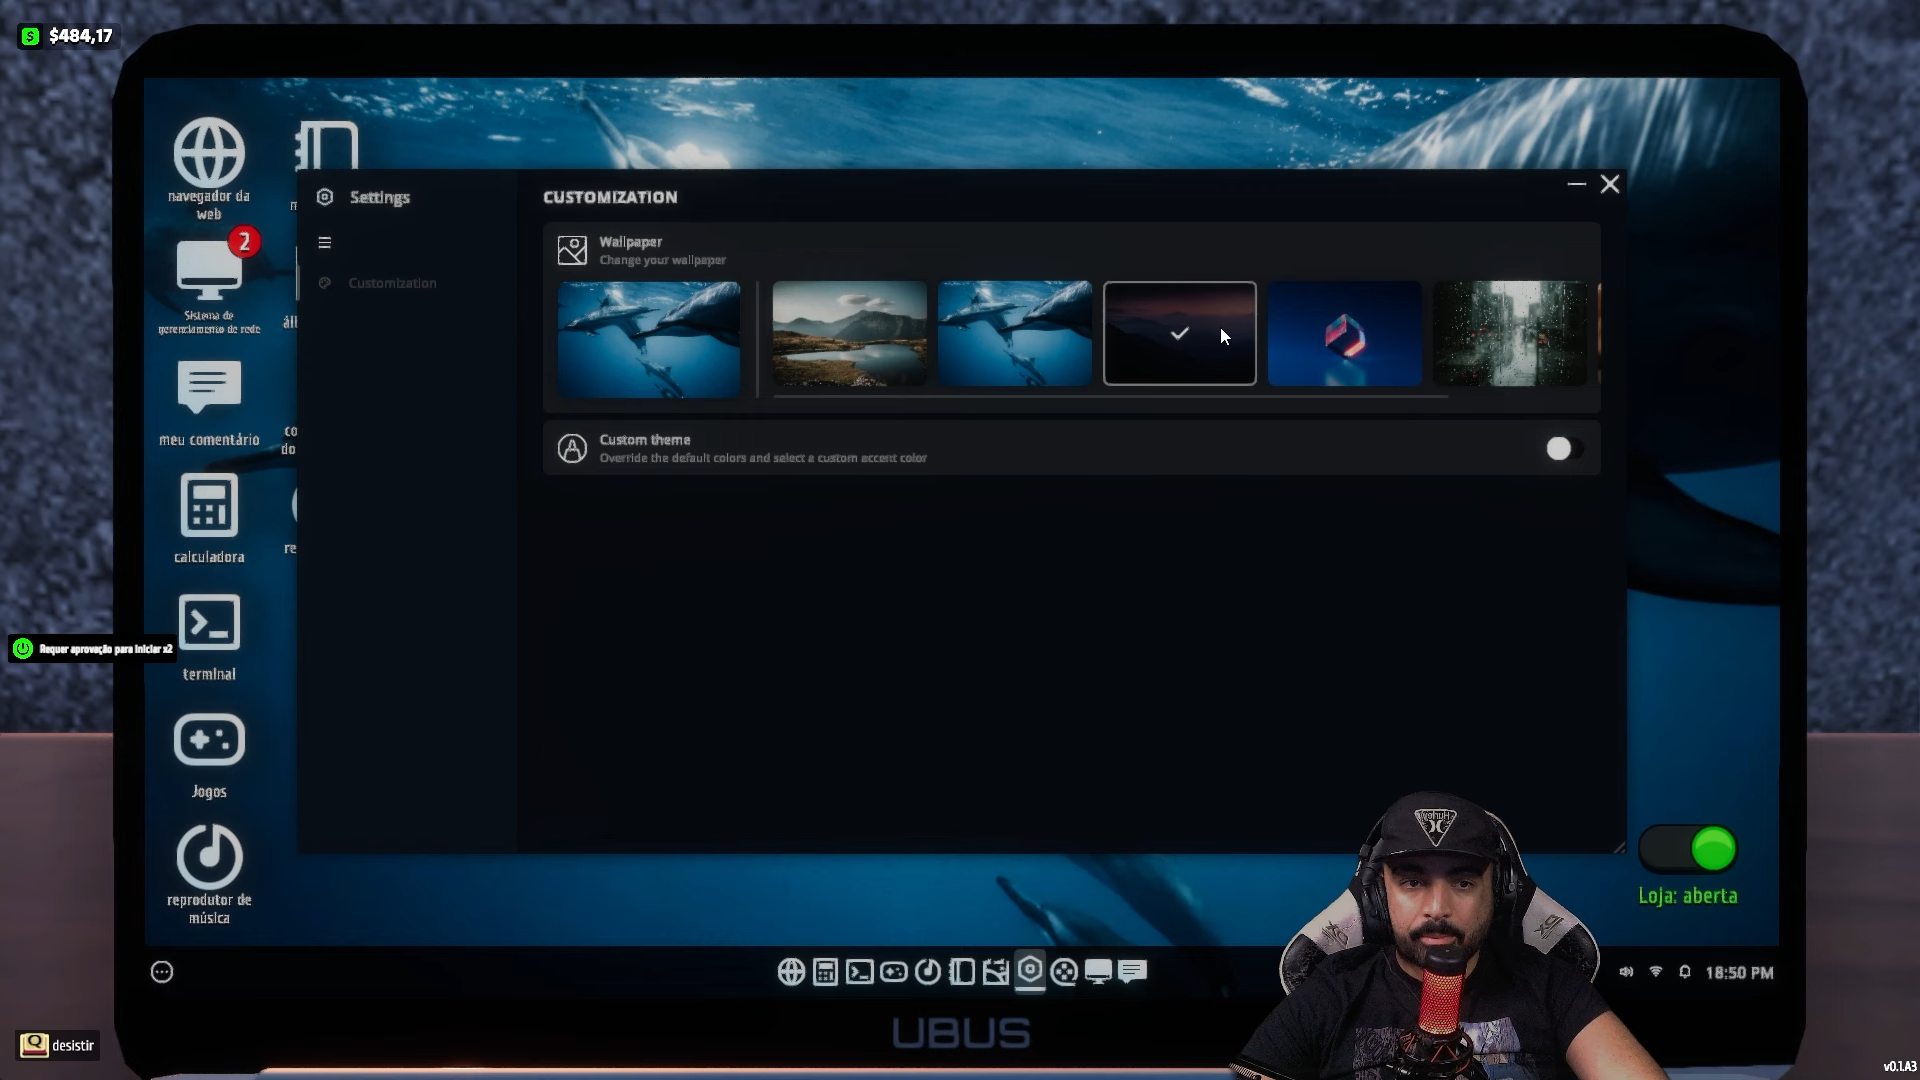 $484,17
navegador da
web
2
Sistema de
gerenciamento de rede
meu comentário
calculadora
terminal
Jogos
reprodutor de
música
Settings
Customization
CUSTOMIZATION
Wallpaper
Change your wallpaper
Custom theme
Override the default colors and select a custom accent color
Requer aprovação para iniciar x2
Loja: aberta
18:50 PM
UBUS
Q desistir
v0.1.A3